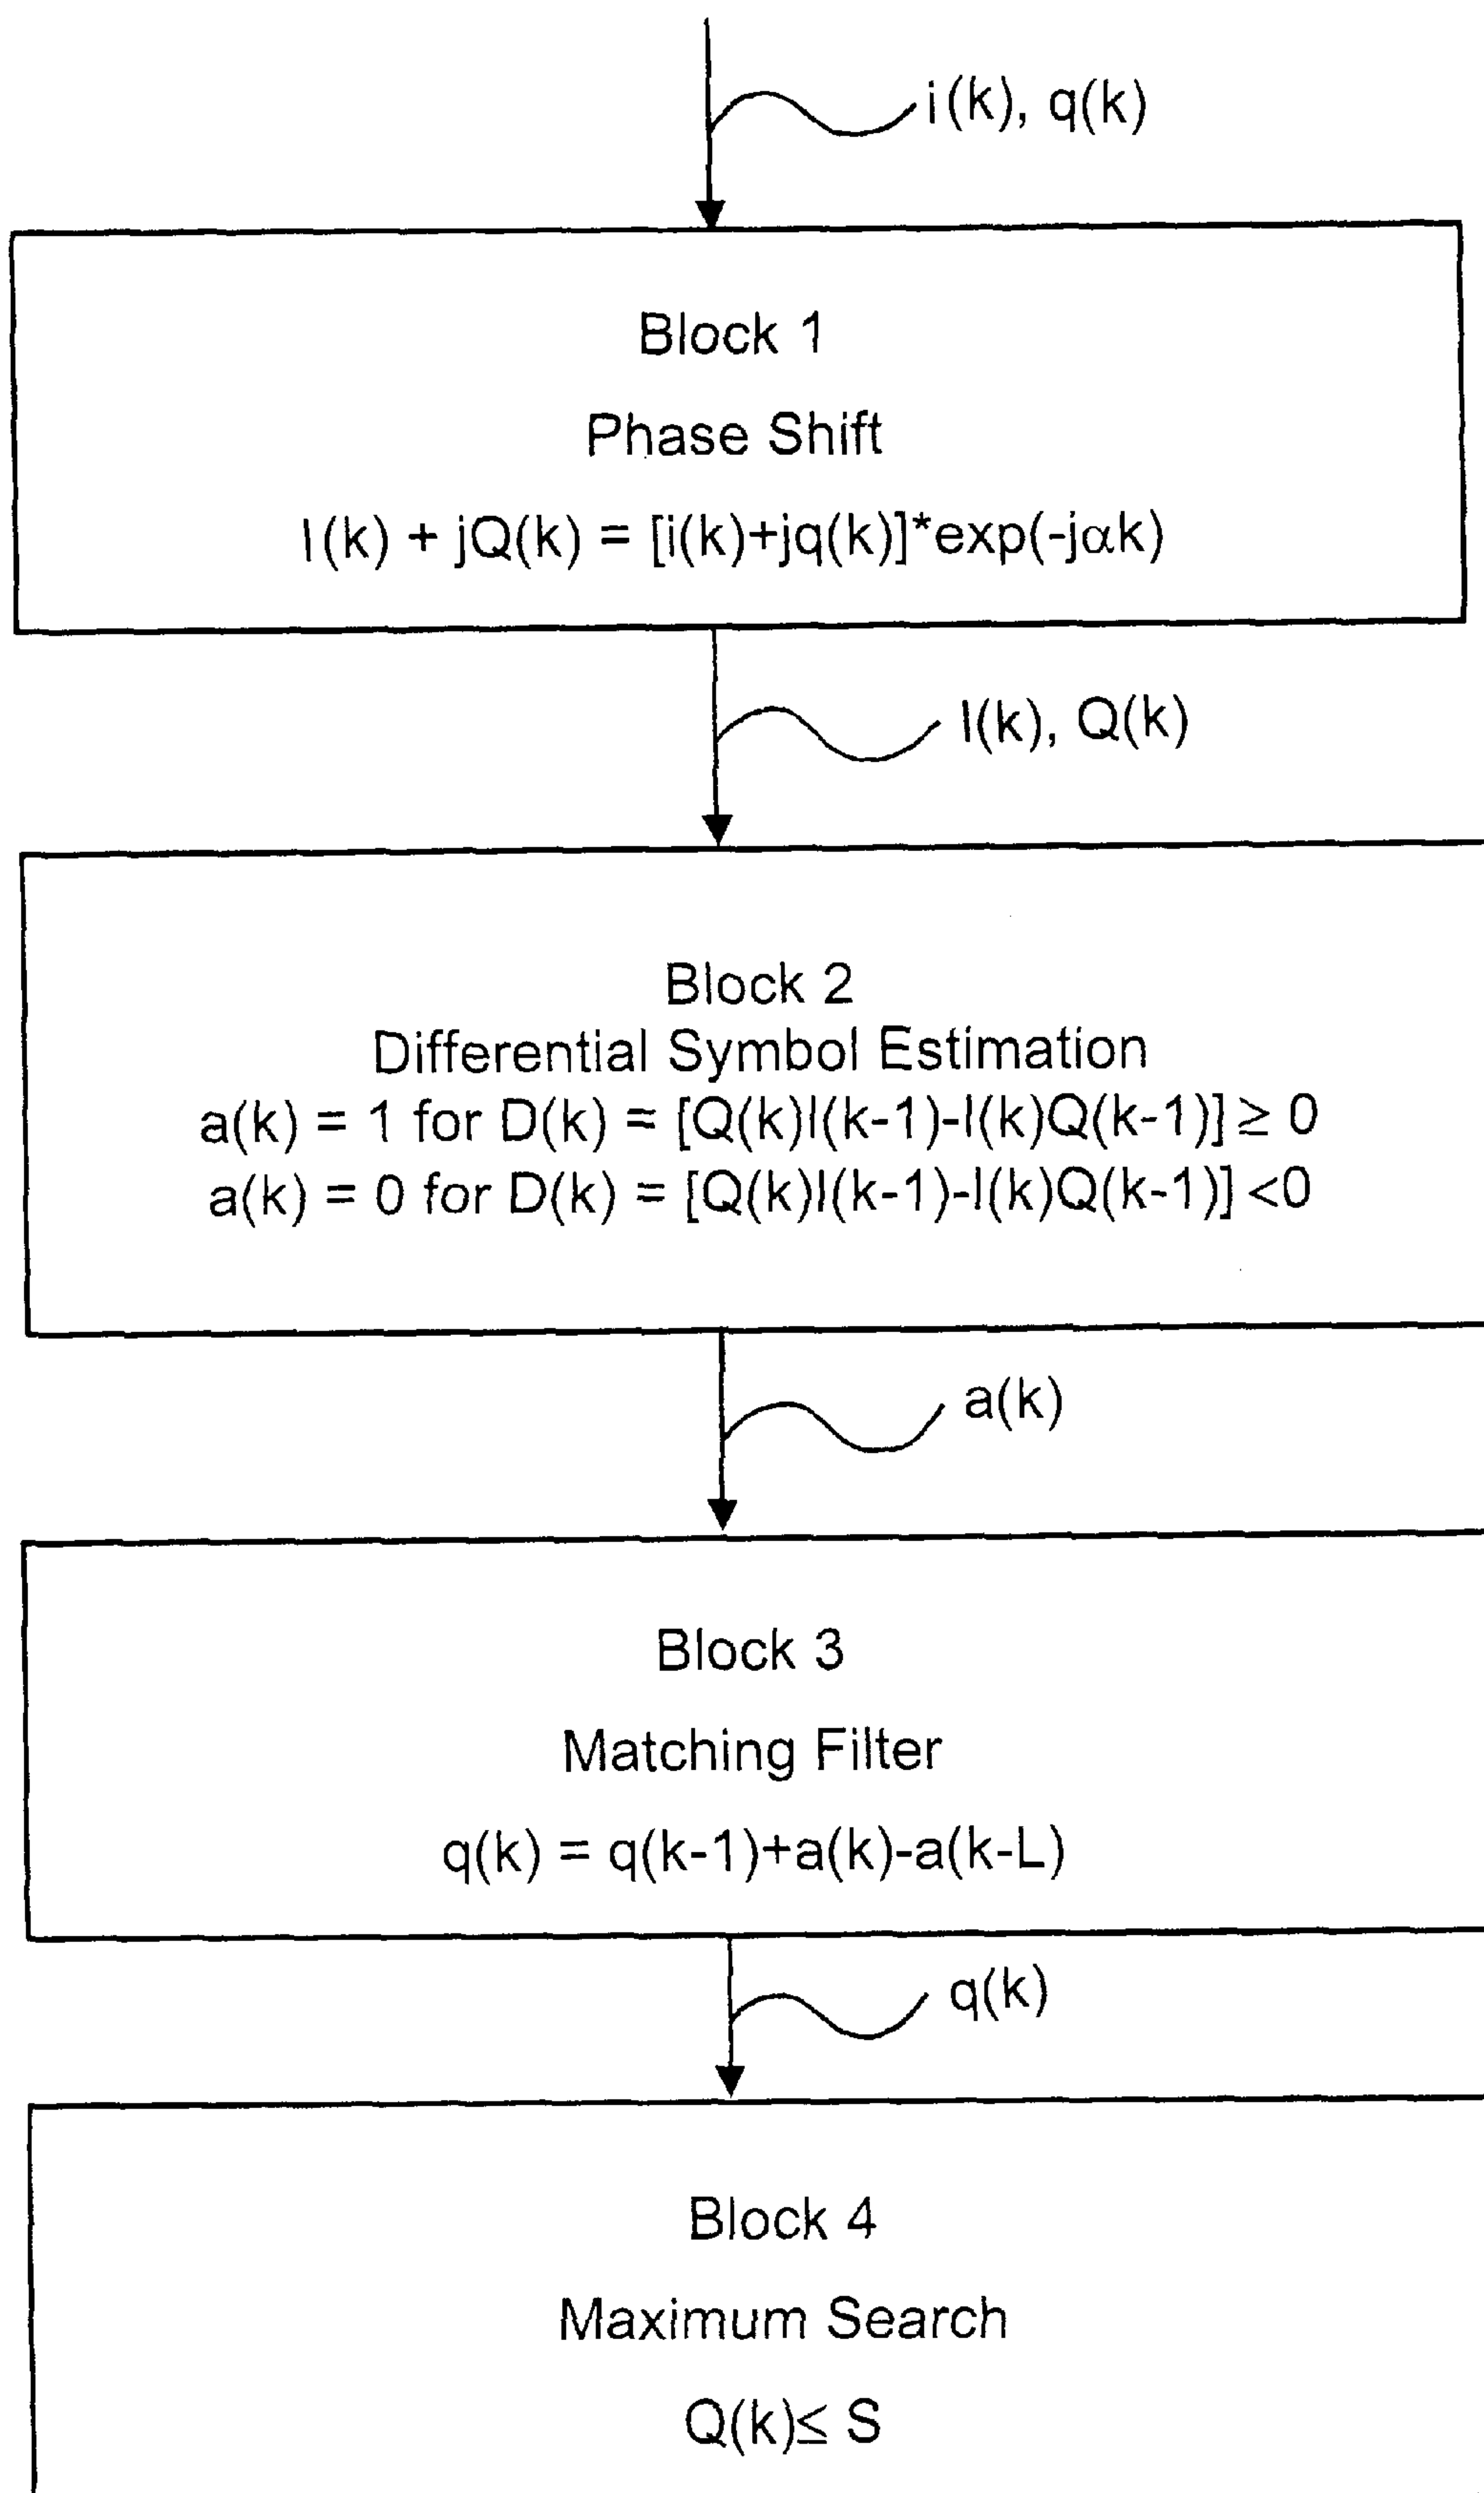 i(k), q(k)
Block 1
Phase Shift
I(k) + jQ(k) = [i(k)+jq(k)]*exp(-jαk)
I(k), Q(k)
Block 2
Differential Symbol Estimation
a(k) = 1 for D(k) = [Q(k)I(k-1)-I(k)Q(k-1)] ≥ 0
a(k) = 0 for D(k) = [Q(k)I(k-1)-I(k)Q(k-1)] <0
a(k)
Block 3
Matching Filter
q(k) = q(k-1)+a(k)-a(k-L)
q(k)
Block 4
Maximum Search
Q(k)≤ S